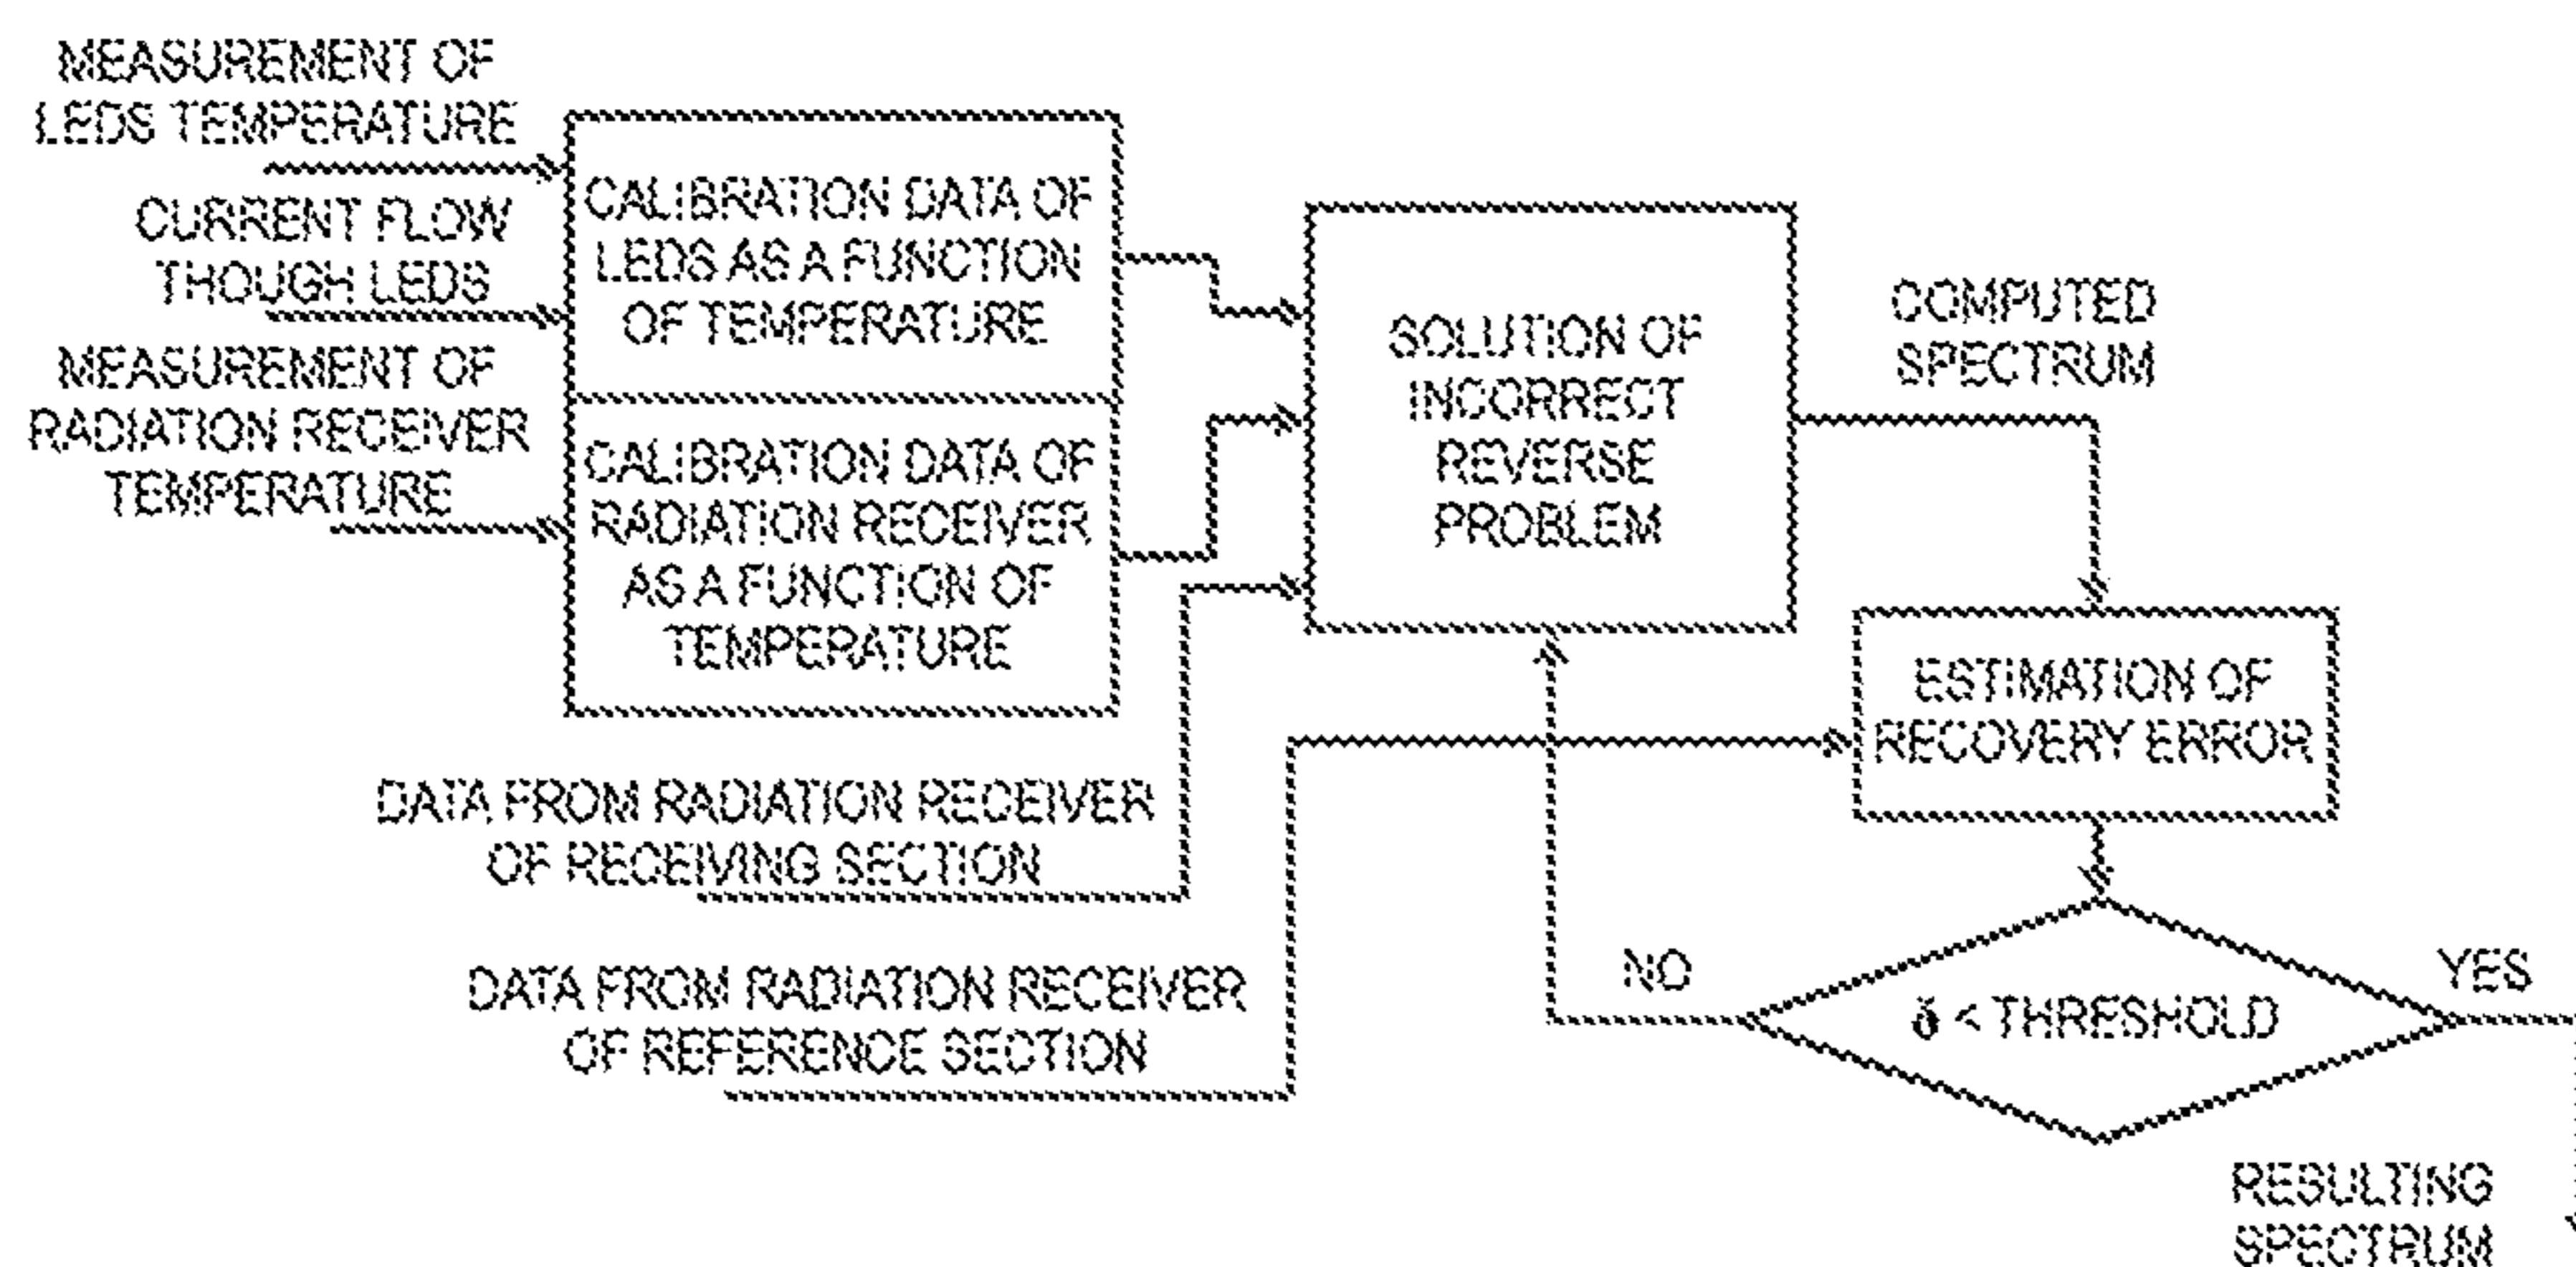 MEASUREMENT OF
LEDS TEMPERATURE
CURRENT FLOW
THOUGH LEDS
MEASUREMENT OF
RADIATION RECEIVER
TEMPERATURE
CALIBRATION DATA OF
LEDS AS A FUNCTION
OF TEMPERATURE
CALIBRATION DATA OF
RADIATION RECEIVER
AS A FUNCTION OF
TEMPERATURE
SOLUTION OF
INCORRECT
REVERSE
PROBLEM
COMPUTED
SPECTRUM
ESTIMATION OF
RECOVERY ERROR
DATA FROM RADIATION RECEIVER
OF RECEIVING SECTION
DATA FROM RADIATION RECEIVER
OF REFERENCE SECTION
NO
< THRESHOLD
YES
RESULTING
SPECTRUM